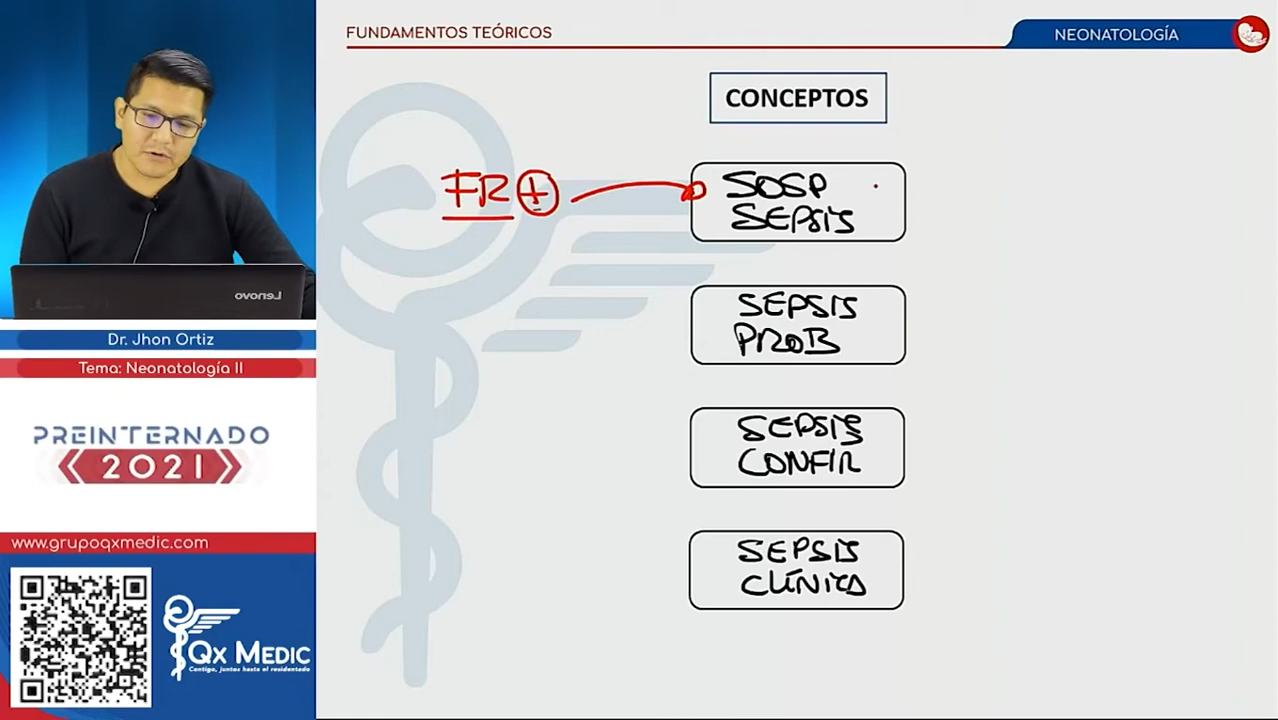 FUNDAMENTOS TEÓRICOS
NEONATOLOGÍA
CONCEPTOS
FR +
SOSP
SEPSIS
SEPSIS
PROB
SEPSIS
CONFIR
SEPSIS
CLÍNICA
lenovo
Dr. Jhon Ortiz
Tema: Neonatología II
PREINTERNADO
2021
www.grupoqxmedic.com
QX MEDIC
Contigo, juntos hasta el residentado